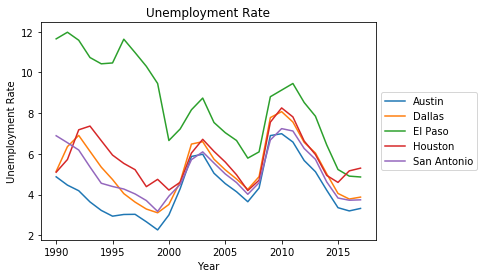 Unemployment Rate
12
10
8
6
4
2
Unemployment Rate
1990
1995
2000
2005
2010
2015
Year
Austin
Dallas
El Paso
Houston
San Antonio